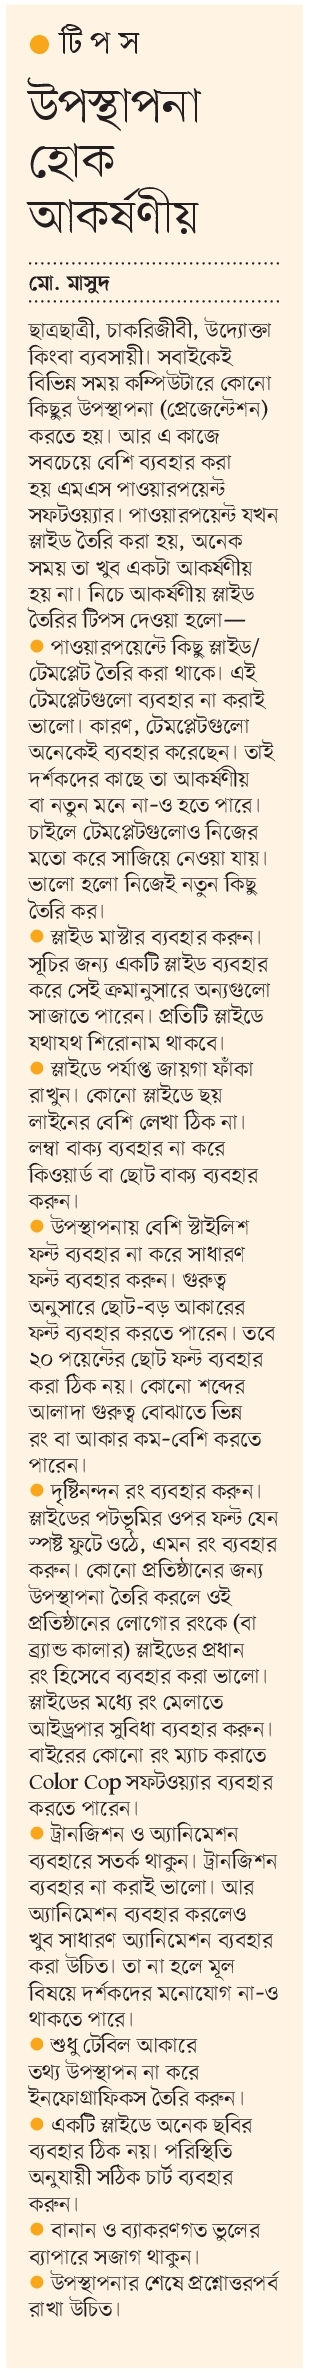 ● টি প স
উপস্থাপনা
হোক
আকর্ষণীয়
মো. মাসুদ
ছাত্রছাত্রী, চাকরিজীবী, উদ্যোক্তা
কিংবা ব্যবসায়ী। সবাইকেই
বিভিন্ন সময় কম্পিউটারে কোনো
কিছুর উপস্থাপনা (প্রেজেন্টেশন)
করতে হয়। আর এ কাজে
সবচেয়ে বেশি ব্যবহার করা
হয় এমএস পাওয়ারপয়েন্ট
সফটওয়্যার। পাওয়ারপয়েন্ট যখন
স্লাইড তৈরি করা হয়, অনেক
সময় তা খুব একটা আকর্ষণীয়
হয় না। নিচে আকর্ষণীয় স্লাইড
তৈরির টিপস দেওয়া হলো—
● পাওয়ারপয়েন্টে কিছু স্লাইড/
টেমপ্লেট তৈরি করা থাকে। এই
টেমপ্লেটগুলো ব্যবহার না করাই
ভালো। কারণ, টেমপ্লেটগুলো
অনেকেই ব্যবহার করেছেন। তাই
দর্শকদের কাছে তা আকর্ষণীয়
বা নতুন মনে না-ও হতে পারে।
চাইলে টেমপ্লেটগুলোও নিজের
মতো করে সাজিয়ে নেওয়া যায়।
ভালো হলো নিজেই নতুন কিছু
তৈরি কর।
● স্লাইড মাস্টার ব্যবহার করুন।
সূচির জন্য একটি স্লাইড ব্যবহার
করে সেই ক্রমানুসারে অন্যগুলো
সাজাতে পারেন। প্রতিটি স্লাইডে
যথাযথ শিরোনাম থাকবে।
● স্লাইডে পর্যাপ্ত জায়গা ফাঁকা
রাখুন। কোনো স্লাইডে ছয়
লাইনের বেশি লেখা ঠিক না।
লম্বা বাক্য ব্যবহার না করে
কিওয়ার্ড বা ছোট বাক্য ব্যবহার
করুন।
● উপস্থাপনায় বেশি স্টাইলিশ
ফন্ট ব্যবহার না করে সাধারণ
ফন্ট ব্যবহার করুন। গুরুত্ব
অনুসারে ছোট-বড় আকারের
ফন্ট ব্যবহার করতে পারেন। তবে
২০ পয়েন্টের ছোট ফন্ট ব্যবহার
করা ঠিক নয়। কোনো শব্দের
আলাদা গুরুত্ব বোঝাতে ভিন্ন
রং বা আকার কম-বেশি করতে
পারেন।
● দৃষ্টিনন্দন রং ব্যবহার করুন।
স্লাইডের পটভূমির ওপর ফন্ট যেন
স্পষ্ট ফুটে ওঠে, এমন রং ব্যবহার
করুন। কোনো প্রতিষ্ঠানের জন্য
উপস্থাপনা তৈরি করলে ওই
প্রতিষ্ঠানের লোগোর রংকে (বা
ব্র্যান্ড কালার) স্লাইডের প্রধান
রং হিসেবে ব্যবহার করা ভালো।
স্লাইডের মধ্যে রং মেলাতে
আইড্রপার সুবিধা ব্যবহার করুন।
বাইরের কোনো রং ম্যাচ করাতে
Color Cop সফটওয়্যার ব্যবহার
করতে পারেন।
● ট্রানজিশন ও অ্যানিমেশন
ব্যবহারে সতর্ক থাকুন। ট্রানজিশন
ব্যবহার না করাই ভালো। আর
অ্যানিমেশন ব্যবহার করলেও
খুব সাধারণ অ্যানিমেশন ব্যবহার
করা উচিত। তা না হলে মূল
বিষয়ে দর্শকদের মনোযোগ না-ও
থাকতে পারে।
● শুধু টেবিল আকারে
তথ্য উপস্থাপন না করে
ইনফোগ্রাফিকস তৈরি করুন।
● একটি স্লাইডে অনেক ছবির
ব্যবহার ঠিক নয়। পরিস্থিতি
অনুযায়ী সঠিক চার্ট ব্যবহার
করুন।
● বানান ও ব্যাকরণগত ভুলের
ব্যাপারে সজাগ থাকুন।
● উপস্থাপনার শেষে প্রশ্নোত্তরপর্ব
রাখা উচিত।